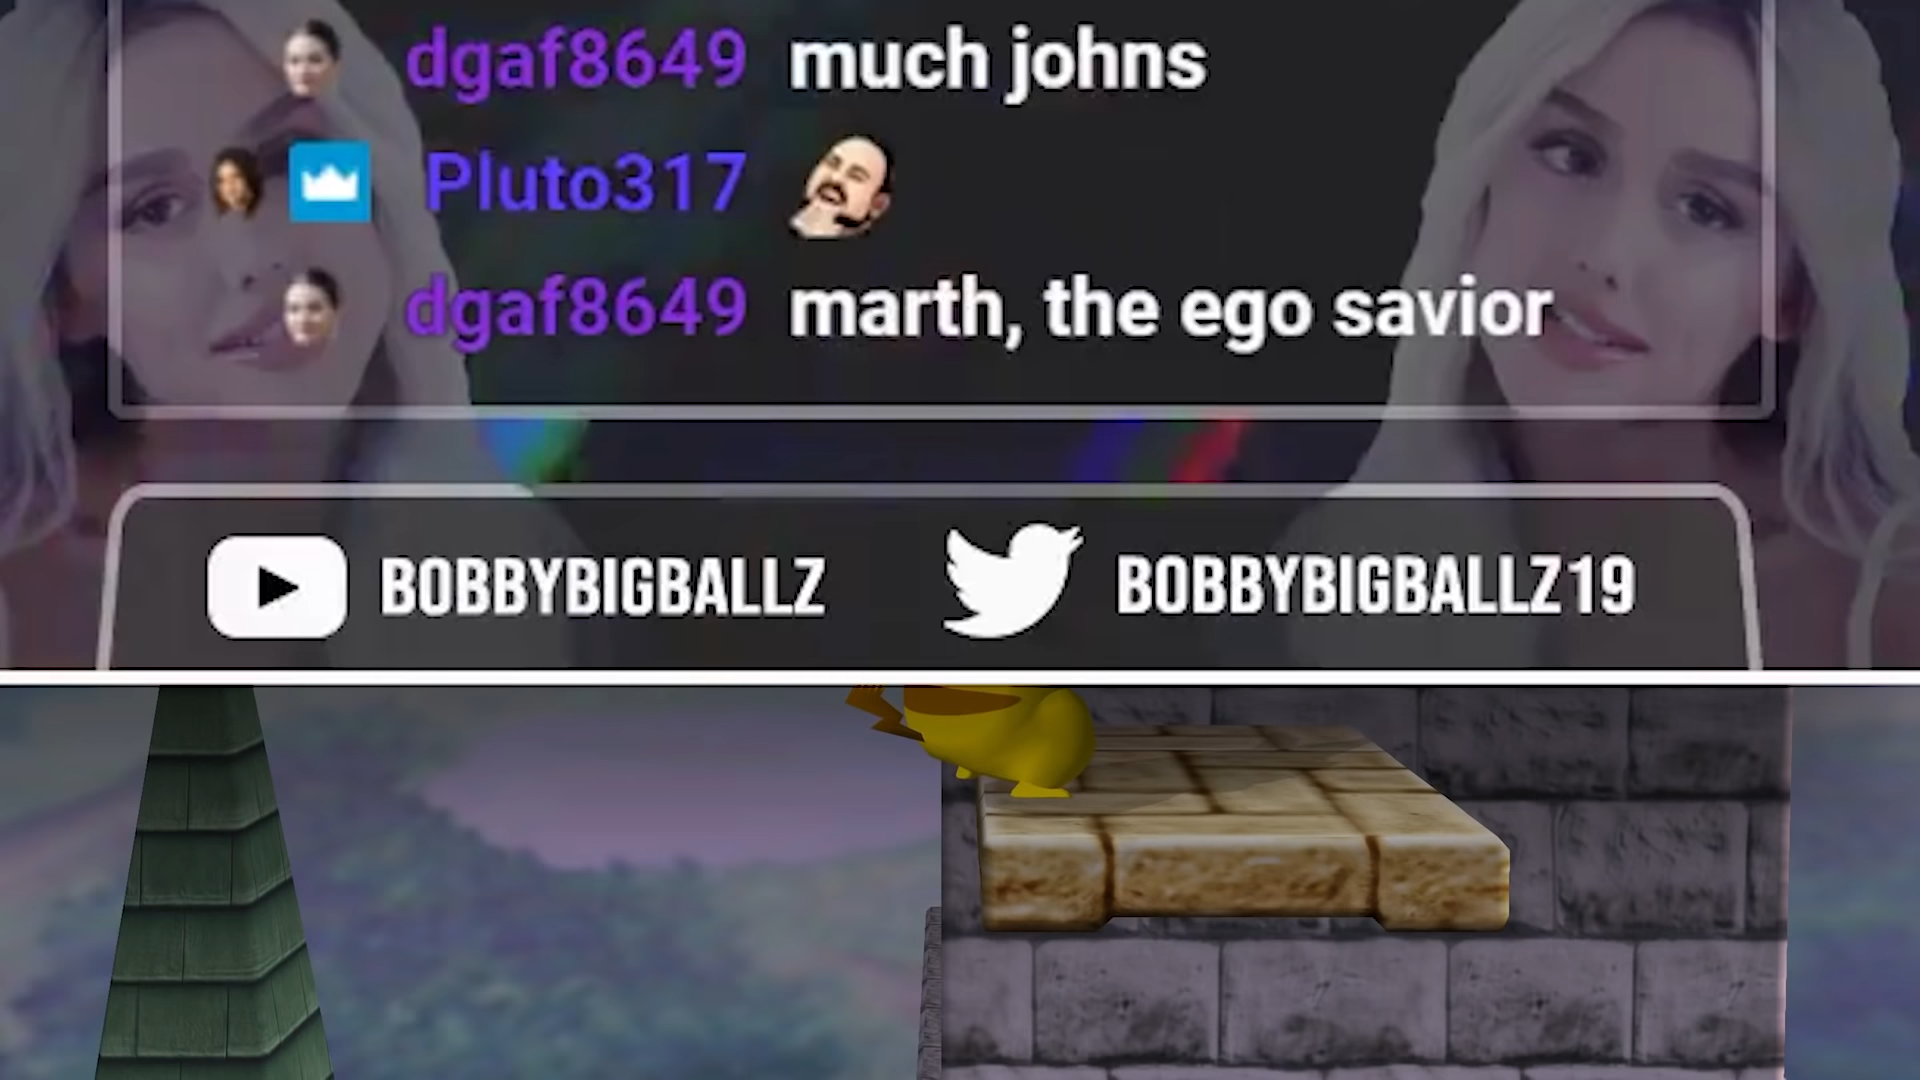 dgaf8649 much johns
Pluto317
dgaf8649 marth, the ego savior
BOBBYBIGBALLZ BOBBYBIGBALLZ19